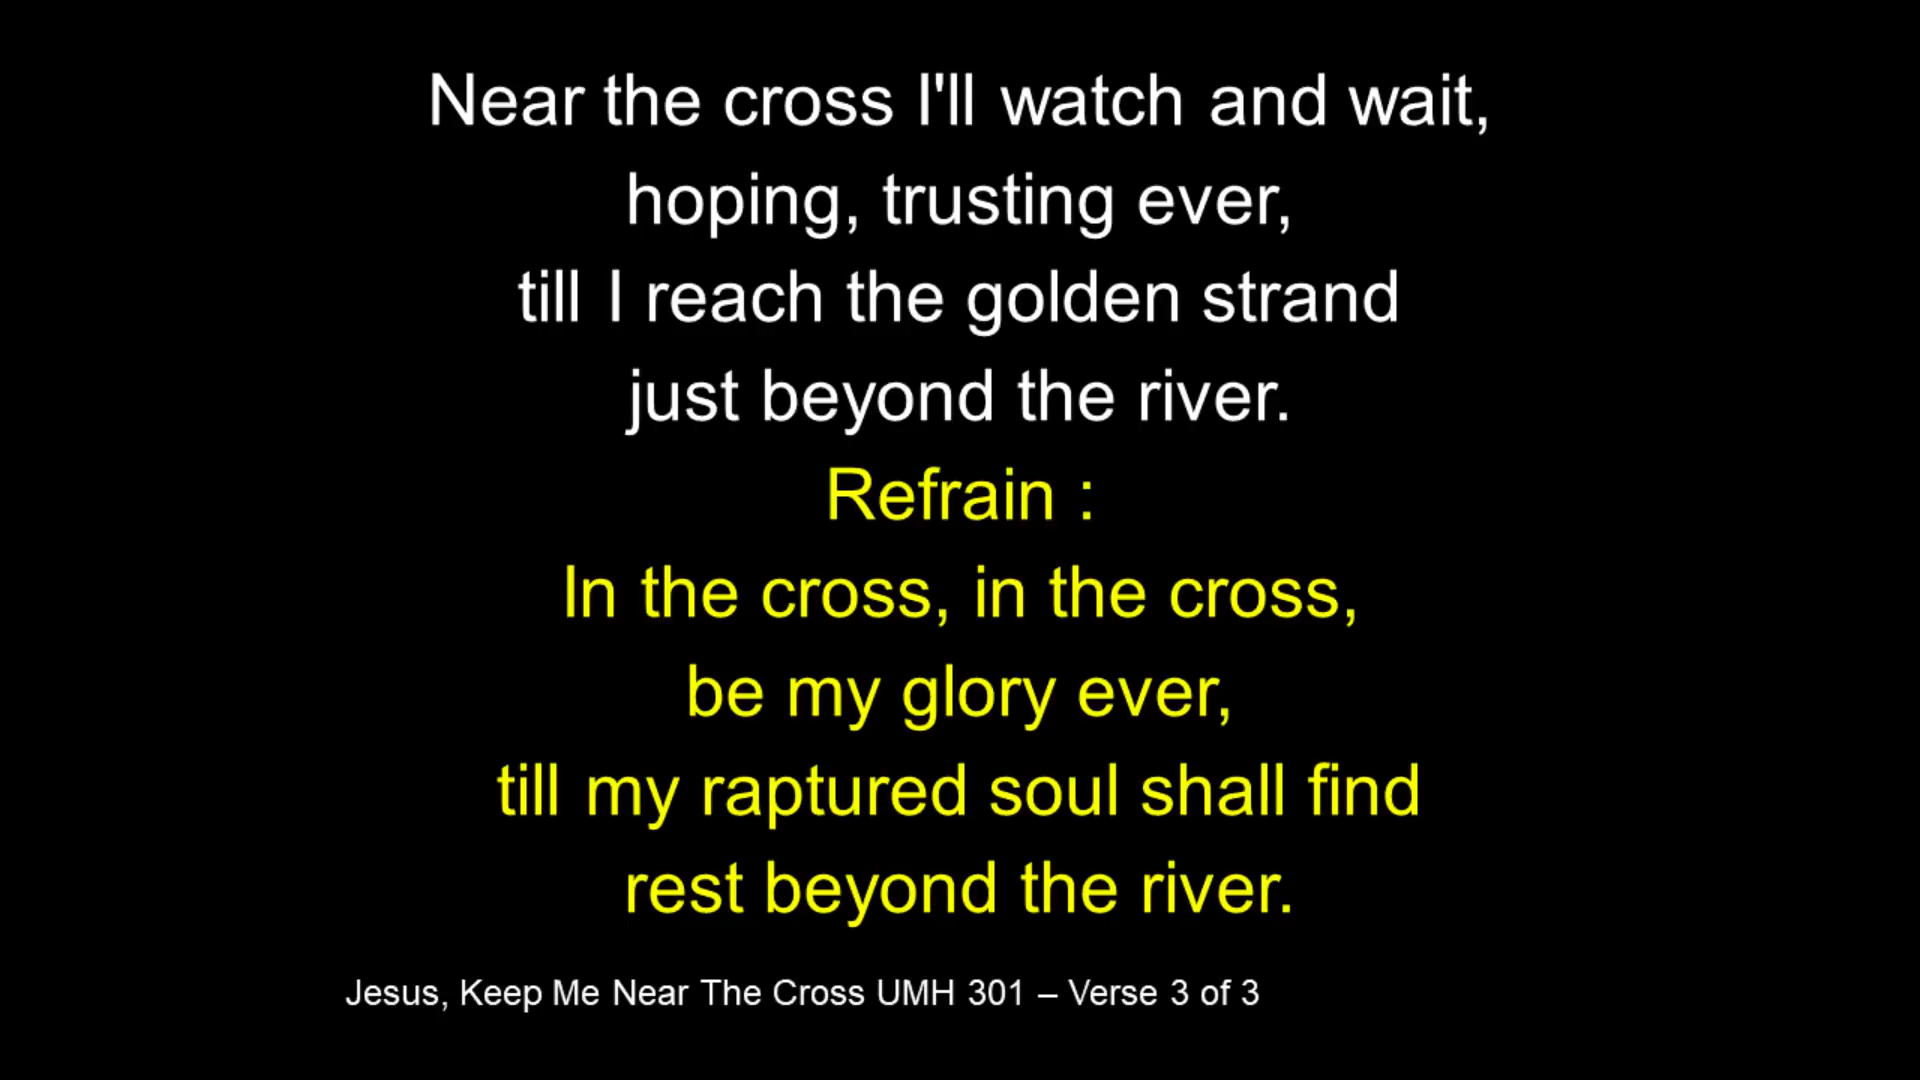 Near the cross I'll watch and wait,
hoping, trusting ever,
till I reach the golden strand
just beyond the river.
Refrain :
In the cross, in the cross,
be my glory ever,
till my raptured soul shall find
rest beyond the river.
Jesus, Keep Me Near The Cross UMH 301 – Verse 3 of 3